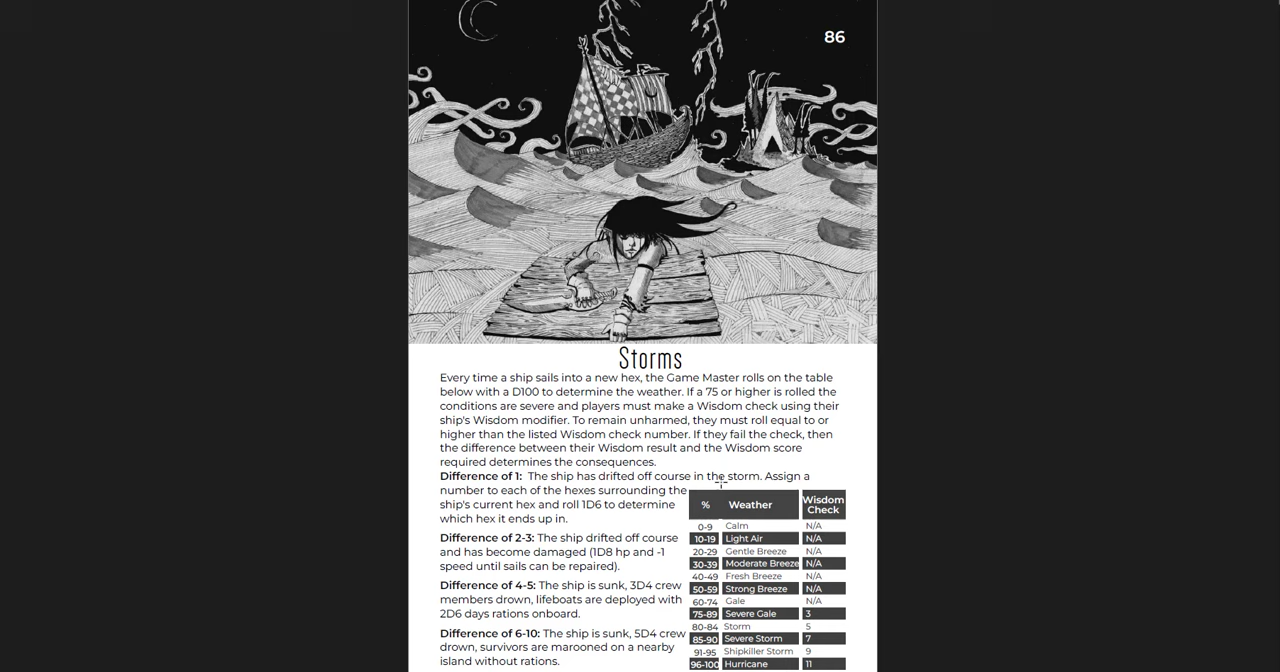 86
Storms
Every time a ship sails into a new hex, the Game Master rolls on the table
below with a D100 to determine the weather. If a 75 or higher is rolled the
conditions are severe and players must make a Wisdom check using their
ship's Wisdom modifier. To remain unharmed, they must roll equal to or
higher than the listed Wisdom check number. If they fail the check, then
the difference between their Wisdom result and the Wisdom score
required determines the consequences.
Difference of 1: The ship has drifted off course in the storm. Assign a
number to each of the hexes surrounding the
ship's current hex and roll 1D6 to determine
which hex it ends up in.
Difference of 2-3: The ship drifted off course
and has become damaged (1D8 hp and -1
speed until sails can be repaired).
Difference of 4-5: The ship is sunk, 3D4 crew
members drown, lifeboats are deployed with
2D6 days rations onboard.
Difference of 6-10: The ship is sunk, 5D4 crew
drown, survivors are marooned on a nearby
island without rations.
% Weather Wisdom Check
0-9 Calm N/A
10-19 Light Air N/A
20-29 Gentle Breeze N/A
30-39 Moderate Breeze N/A
40-49 Fresh Breeze N/A
50-59 Strong Breeze N/A
60-74 Gale N/A
75-89 Severe Gale 3
80-84 Storm 5
85-90 Severe Storm 7
91-95 Shipkiller Storm 9
96-100 Hurricane 11